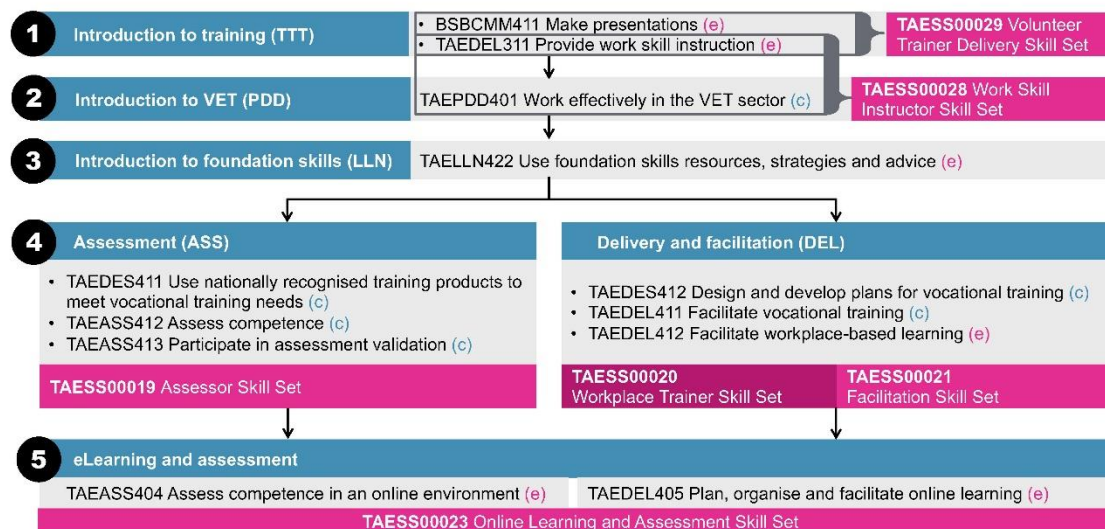 1
Introduction to training (TTT)
• BSBCMM411 Make presentations (e)
• TAEDEL311 Provide work skill instruction (e)
TAESS00029 Volunteer
Trainer Delivery Skill Set
2
Introduction to VET (PDD)
TAEPDD401 Work effectively in the VET sector (c)
TAESS00028 Work Skill
Instructor Skill Set
3
Introduction to foundation skills (LLN)
TAELLN422 Use foundation skills resources, strategies and advice (e)
4
Assessment (ASS)
• TAEDES411 Use nationally recognised training products to
meet vocational training needs (c)
• TAEASS412 Assess competence (c)
• TAEASS413 Participate in assessment validation (c)
TAESS00019 Assessor Skill Set
Delivery and facilitation (DEL)
• TAEDES412 Design and develop plans for vocational training (c)
• TAEDEL411 Facilitate vocational training (c)
• TAEDEL412 Facilitate workplace-based learning (e)
TAESS00020
Workplace Trainer Skill Set
TAESS00021
Facilitation Skill Set
5
eLearning and assessment
TAEASS404 Assess competence in an online environment (e)
TAEDEL405 Plan, organise and facilitate online learning (e)
TAESS00023 Online Learning and Assessment Skill Set